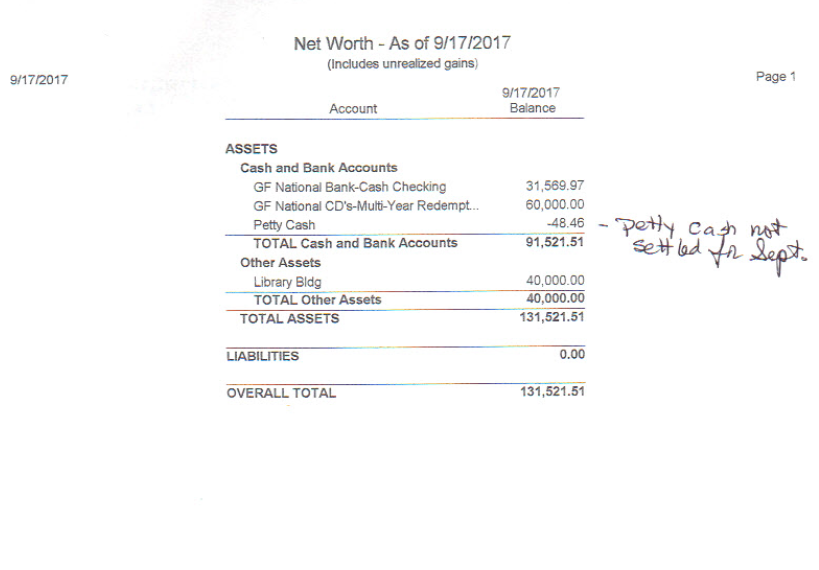 Net Worth - As of 9/17/2017
(Includes unrealized gains)
9/17/2017
Page 1
9/17/2017
Account Balance
ASSETS
Cash and Bank Accounts
GF National Bank-Cash Checking 31,569.97
GF National CD's-Multi-Year Redempt... 60,000.00
Petty Cash -48.46 - Petty Cash not
settled for Sept.
TOTAL Cash and Bank Accounts 91,521.51
Other Assets
Library Bldg 40,000.00
TOTAL Other Assets 40,000.00
TOTAL ASSETS 131,521.51
LIABILITIES 0.00
OVERALL TOTAL 131,521.51